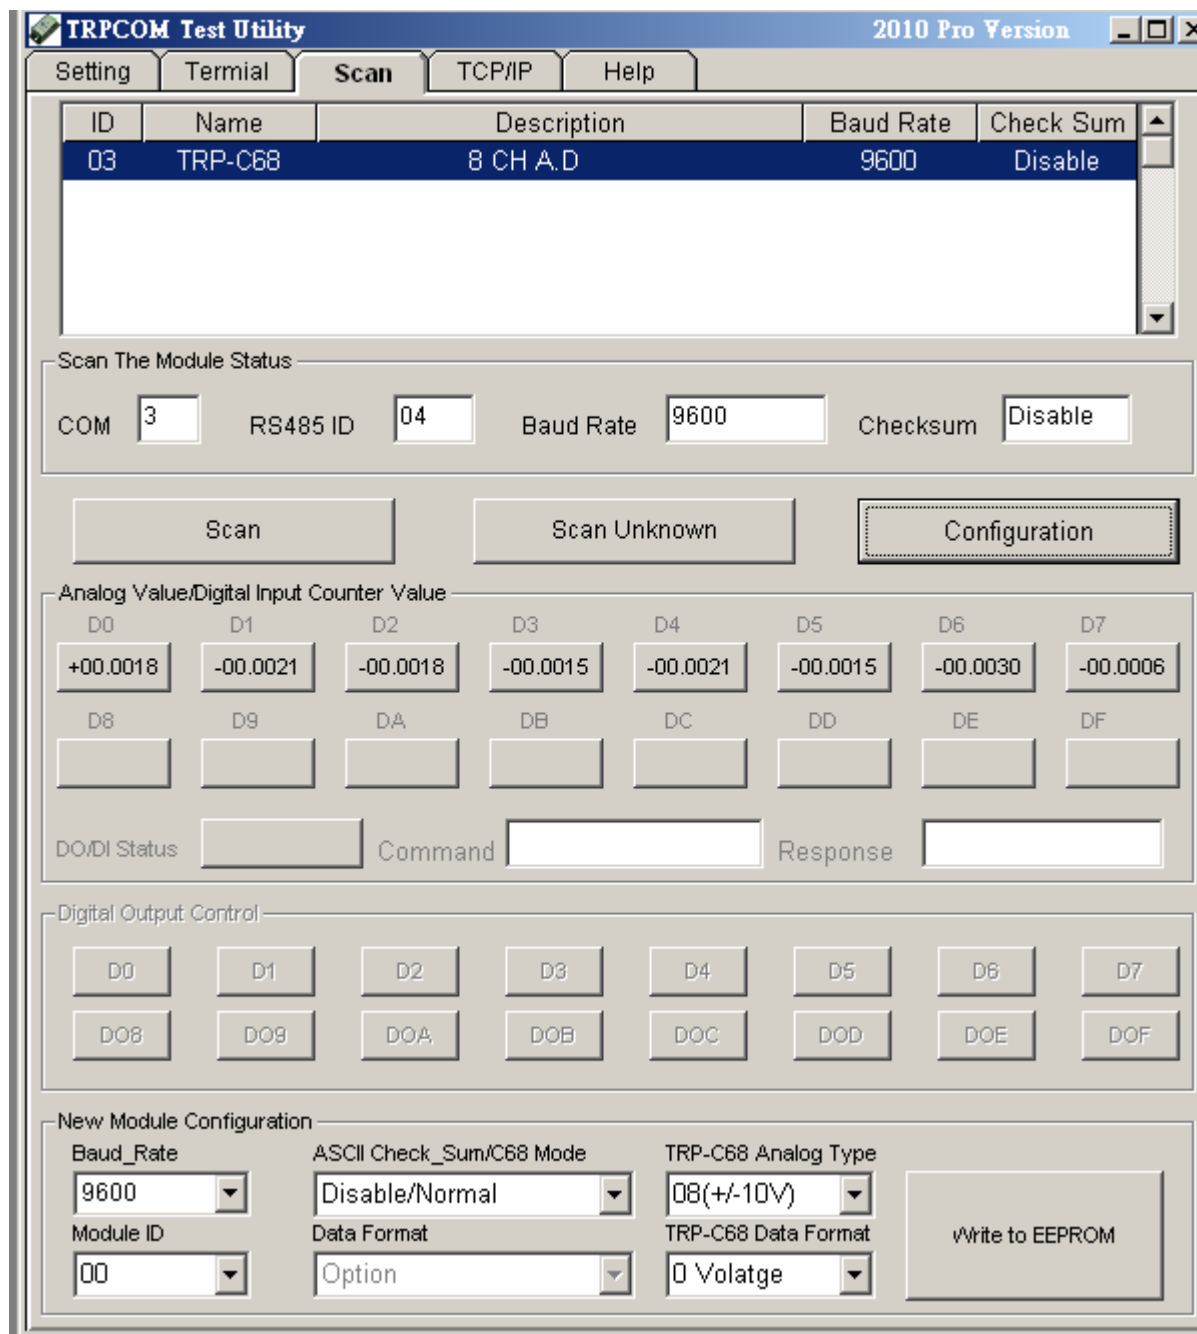 TRPCOM Test Utility 2010 Pro Version
Setting Termial Scan TCP/IP Help
ID Name Description Baud Rate Check Sum
03 TRP-C68 8 CH A.D 9600 Disable
Scan The Module Status
COM 3 RS485 ID 04 Baud Rate 9600 Checksum Disable
Scan Scan Unknown Configuration
Analog Value/Digital Input Counter Value
D0 D1 D2 D3 D4 D5 D6 D7
+00.0018 -00.0021 -00.0018 -00.0015 -00.0021 -00.0015 -00.0030 -00.0006
D8 D9 DA DB DC DD DE DF
DO/DI Status Command Response
Digital Output Control
D0 D1 D2 D3 D4 D5 D6 D7
DO8 DO9 DOA DOB DOC DOD DOE DOF
New Module Configuration
Baud_Rate ASCII Check_Sum/C68 Mode TRP-C68 Analog Type
9600 Disable/Normal 08(+/-10V)
Module ID Data Format TRP-C68 Data Format
00 Option 0 Volatge
Write to EEPROM